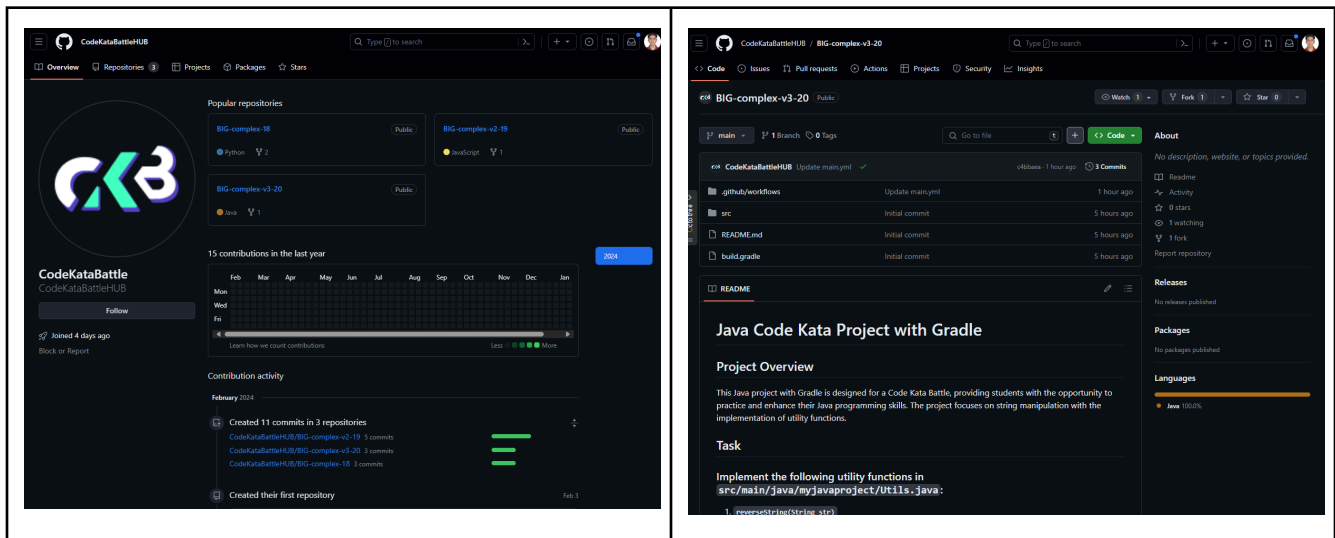 CodeKataBattleHUB
Type / to search
Overview
Repositories 3
Projects
Packages
Stars
CKB
CodeKataBattle
CodeKataBattleHUB
Follow
Joined 4 days ago
Block or Report
Popular repositories
BIG-complex-18 Public
Python 2
BIG-complex-v2-19 Public
JavaScript 1
BIG-complex-v3-20 Public
Java 1
15 contributions in the last year
2024
Feb Mar Apr May Jun Jul Aug Sep Oct Nov Dec Jan
Mon
Wed
Fri
Learn how we count contributions
Less More
Contribution activity
February 2024
Created 11 commits in 3 repositories
CodeKataBattleHUB/BIG-complex-v2-19 5 commits
CodeKataBattleHUB/BIG-complex-v3-20 3 commits
CodeKataBattleHUB/BIG-complex-18 3 commits
Created their first repository Feb 3
CodeKataBattleHUB / BIG-complex-v3-20
Type / to search
Code Issues Pull requests Actions Projects Security Insights
BIG-complex-v3-20 Public
Watch 1 Fork 1 Star 0
main 1 Branch 0 Tags Go to file t + Code
CodeKataBattleHUB Update main.yml c4bbaea · 1 hour ago 3 Commits
.github/workflows Update main.yml 1 hour ago
src Initial commit 5 hours ago
README.md Initial commit 5 hours ago
build.gradle Initial commit 5 hours ago
README
Java Code Kata Project with Gradle
Project Overview
This Java project with Gradle is designed for a Code Kata Battle, providing students with the opportunity to
practice and enhance their Java programming skills. The project focuses on string manipulation with the
implementation of utility functions.
Task
Implement the following utility functions in
src/main/java/myjavaproject/Utils.java:
1. reverseString(String str)
About
No description, website, or topics provided.
Readme
Activity
0 stars
1 watching
1 fork
Report repository
Releases
No releases published
Packages
No packages published
Languages
Java 100.0%